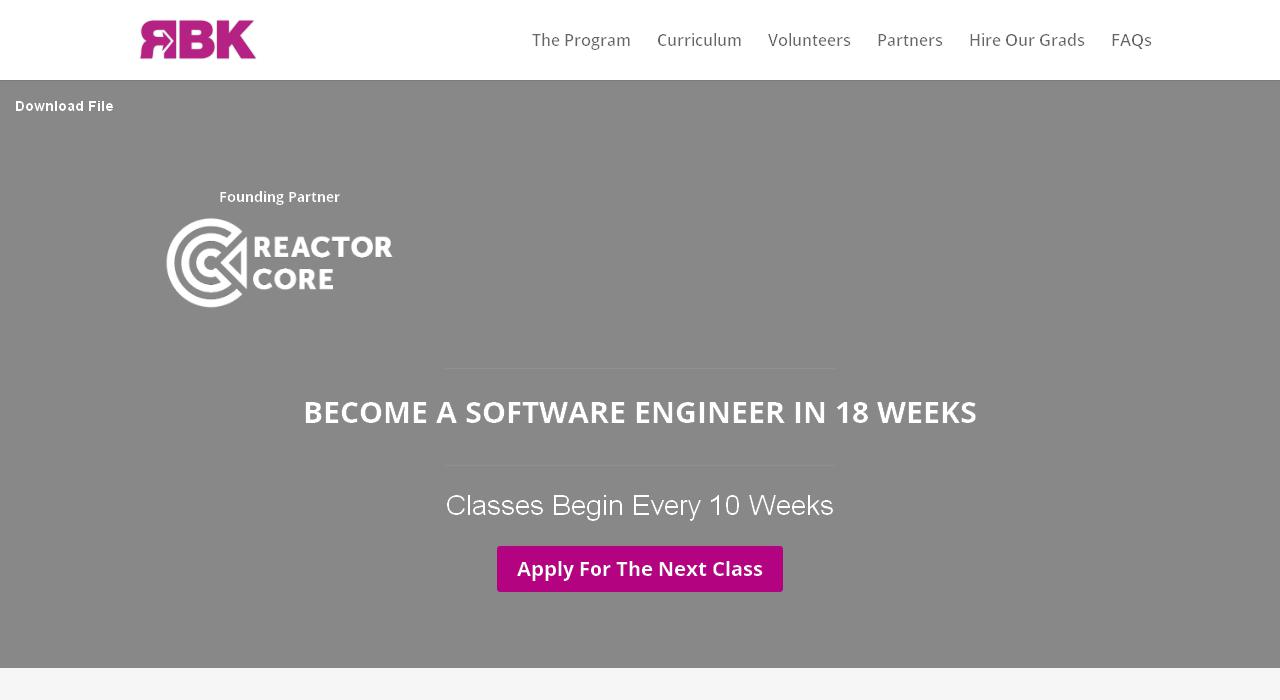 RBK
The Program Curriculum Volunteers Partners Hire Our Grads FAQs
Download File
Founding Partner
REACTOR
CORE
BECOME A SOFTWARE ENGINEER IN 18 WEEKS
Classes Begin Every 10 Weeks
Apply For The Next Class